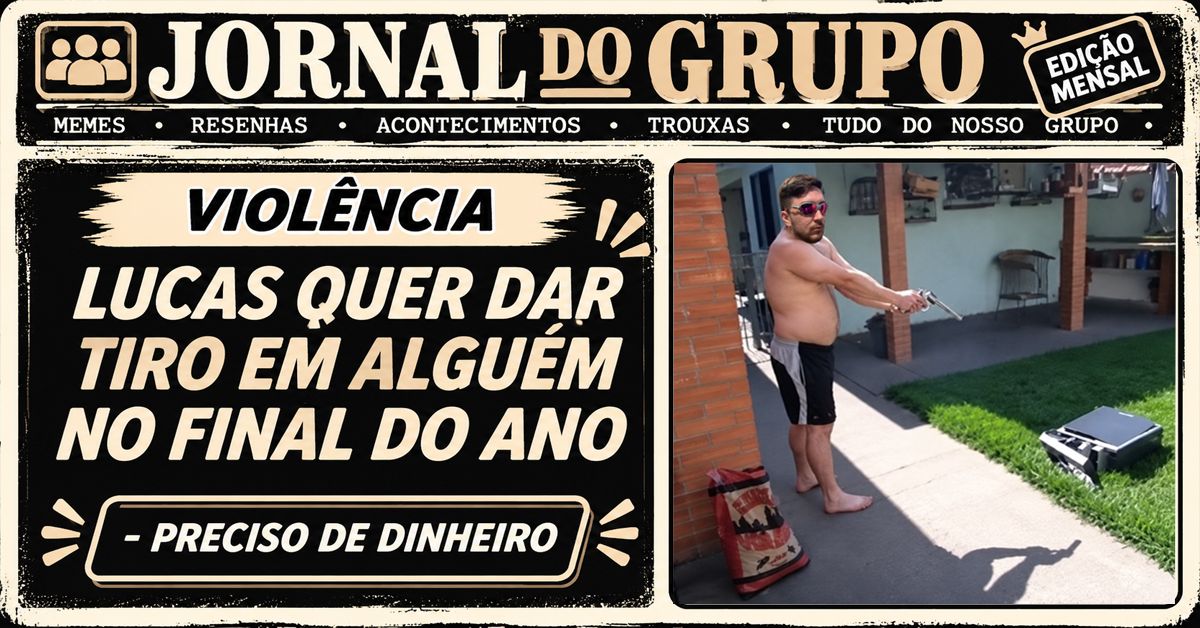 JORNAL DO GRUPO
EDIÇÃO
MENSAL
MEMES • RESENHAS • ACONTECIMENTOS • TROUXAS • TUDO DO NOSSO GRUPO •
VIOLÊNCIA
LUCAS QUER DAR
TIRO EM ALGUÉM
NO FINAL DO ANO
- PRECISO DE DINHEIRO